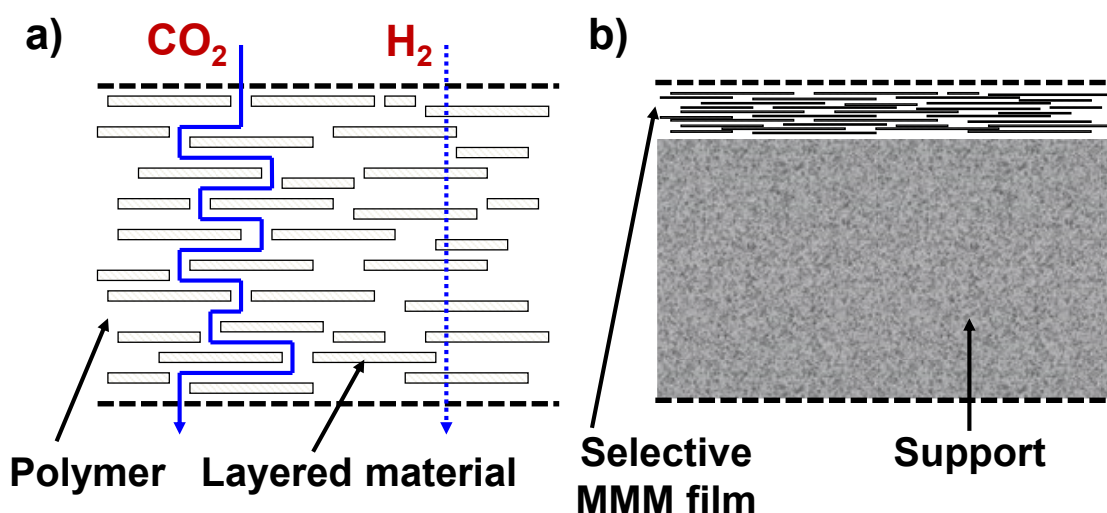 a)
CO₂
H₂
b)
Polymer
Layered material
Selective
MMM film
Support